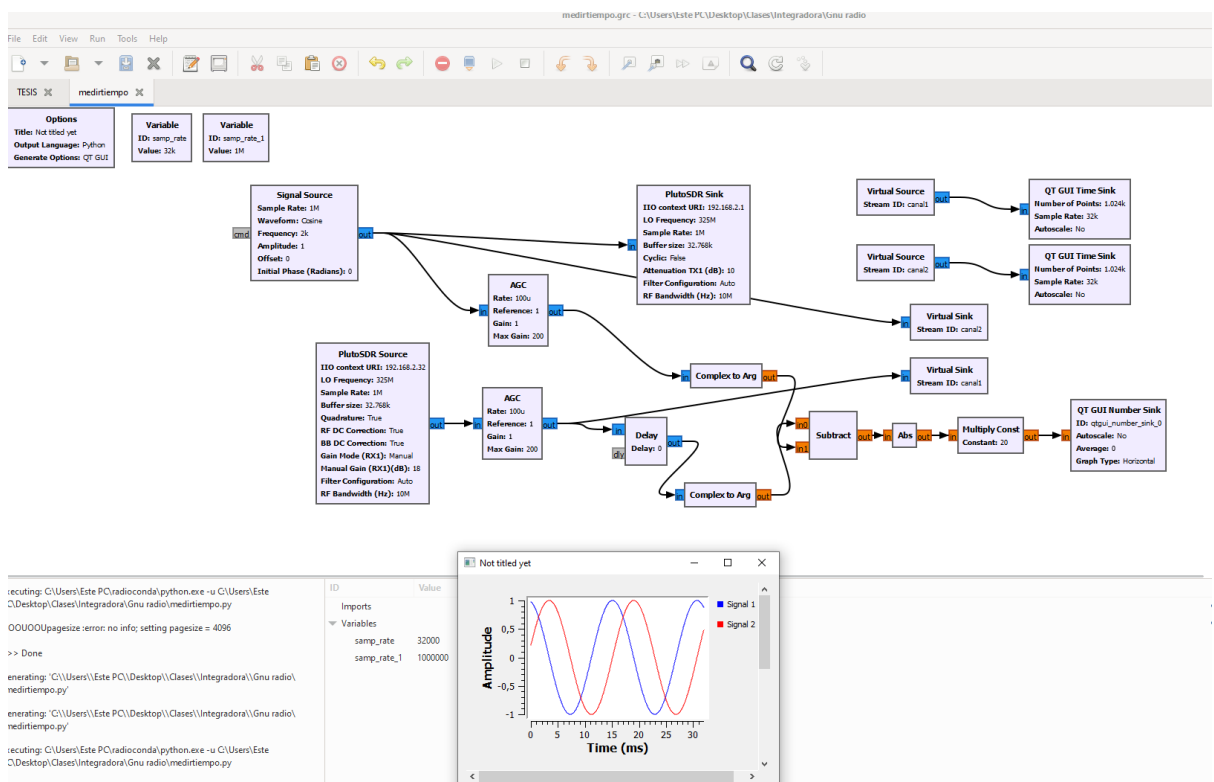 medirtiempo.grc - C:\Users\Este PC\Desktop\Clases\Integradora\Gnu radio
File Edit View Run Tools Help
TESIS
medirtiempo
Options
Title: Not titled yet
Output Language: Python
Generate Options: QT GUI
Variable
ID: samp_rate
Value: 32k
Variable
ID: samp_rate_1
Value: 1M
Signal Source
Sample Rate: 1M
Waveform: Cosine
Frequency: 2k
Amplitude: 1
Offset: 0
Initial Phase (Radians): 0
cmd
out
PlutoSDR Sink
IIO context URI: 192.168.2.1
LO Frequency: 325M
Sample Rate: 1M
Buffer size: 32.768k
Cyclic: False
Attenuation TX1 (dB): 10
Filter Configuration: Auto
RF Bandwidth (Hz): 10M
in
Virtual Source
Stream ID: canal1
out
QT GUI Time Sink
Number of Points: 1.024k
Sample Rate: 32k
Autoscale: No
in
Virtual Source
Stream ID: canal2
out
QT GUI Time Sink
Number of Points: 1.024k
Sample Rate: 32k
Autoscale: No
in
AGC
Rate: 100u
Reference: 1
Gain: 1
Max Gain: 200
in
out
Virtual Sink
Stream ID: canal2
in
Virtual Sink
Stream ID: canal1
in
PlutoSDR Source
IIO context URI: 192.168.2.32
LO Frequency: 325M
Sample Rate: 1M
Buffer size: 32.768k
Quadrature: True
RF DC Correction: True
BB DC Correction: True
Gain Mode (RX1): Manual
Manual Gain (RX1)(dB): 18
Filter Configuration: Auto
RF Bandwidth (Hz): 10M
out
AGC
Rate: 100u
Reference: 1
Gain: 1
Max Gain: 200
in
out
Complex to Arg
in
out
Delay
Delay: 0
in
dly
out
Complex to Arg
in
out
Subtract
in0
in1
out
Abs
in
out
Multiply Const
Constant: 20
in
out
QT GUI Number Sink
ID: qtgui_number_sink_0
Autoscale: No
Average: 0
Graph Type: Horizontal
in
ecuting: C:\Users\Este PC\radioconda\python.exe -u C:\Users\Este
C\Desktop\Clases\Integradora\Gnu radio\medirtiempo.py
OOUOOUpagesize :error: no info; setting pagesize = 4096
>> Done
enerating: 'C:\\Users\\Este PC\\Desktop\\Clases\\Integradora\\Gnu radio\
medirtiempo.py'
enerating: 'C:\\Users\\Este PC\\Desktop\\Clases\\Integradora\\Gnu radio\
medirtiempo.py'
ecuting: C:\Users\Este PC\radioconda\python.exe -u C:\Users\Este
C\Desktop\Clases\Integradora\Gnu radio\medirtiempo.py
ID Value
Imports
Variables
samp_rate 32000
samp_rate_1 1000000
Not titled yet
Signal 1
Signal 2
Amplitude
1
0,5
0
-0,5
-1
0 5 10 15 20 25 30
Time (ms)